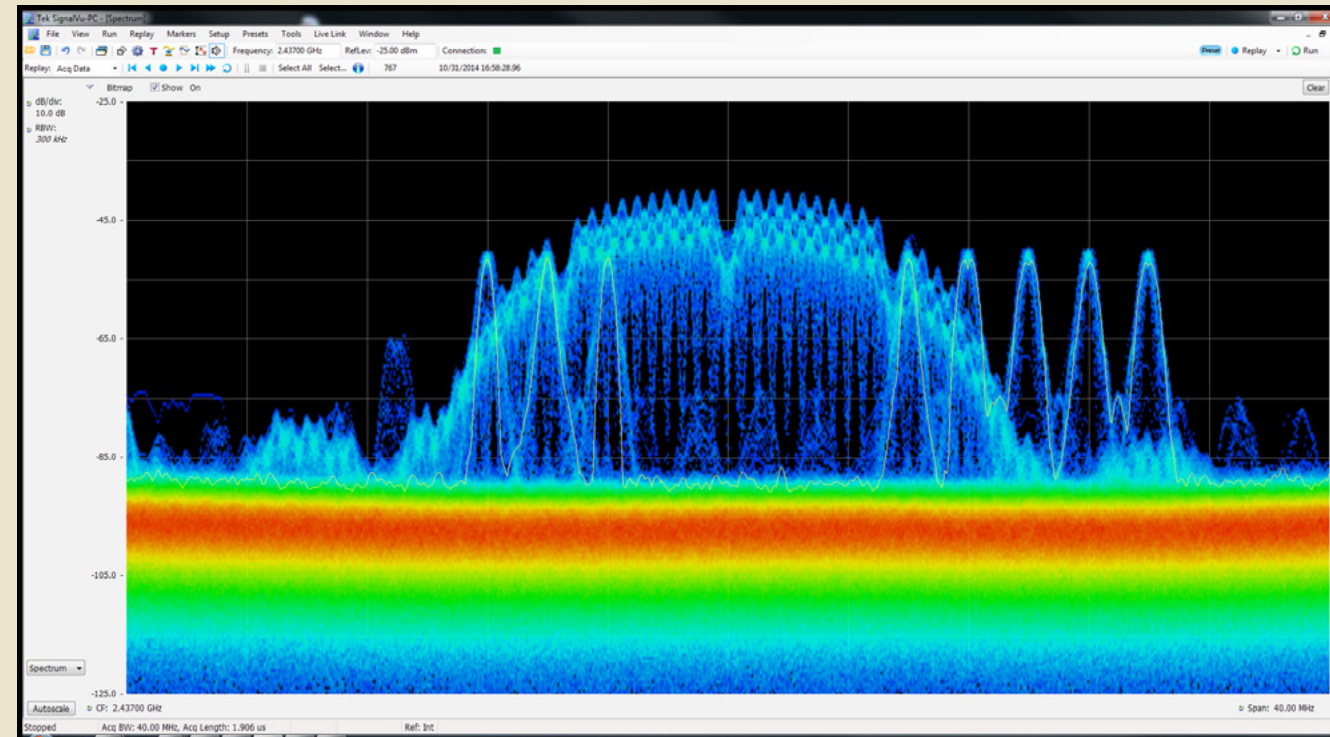 Tek SignalVu-PC - [Spectrum]
File View Run Replay Markers Setup Presets Tools Live Link Window Help
Frequency: 2.43700 GHz RefLev: -25.00 dBm Connection: Preset Replay Run
Replay: Acq Data Select All Select... 767 10/31/2014 16:58:28.96
Bitmap Show On Clear
dB/div: -25.0
10.0 dB
RBW:
300 kHz
-45.0
-65.0
-85.0
-105.0
Spectrum
-125.0
Autoscale CF: 2.43700 GHz Span: 40.00 MHz
Stopped Acq BW: 40.00 MHz, Acq Length: 1.906 us Ref: Int